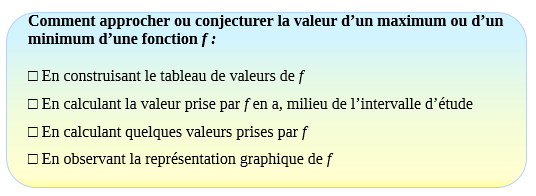 Comment approcher ou conjecturer la valeur d’un maximum ou d’un
minimum d’une fonction f :
□ En construisant le tableau de valeurs de f
□ En calculant la valeur prise par f en a, milieu de l’intervalle d’étude
□ En calculant quelques valeurs prises par f
□ En observant la représentation graphique de f